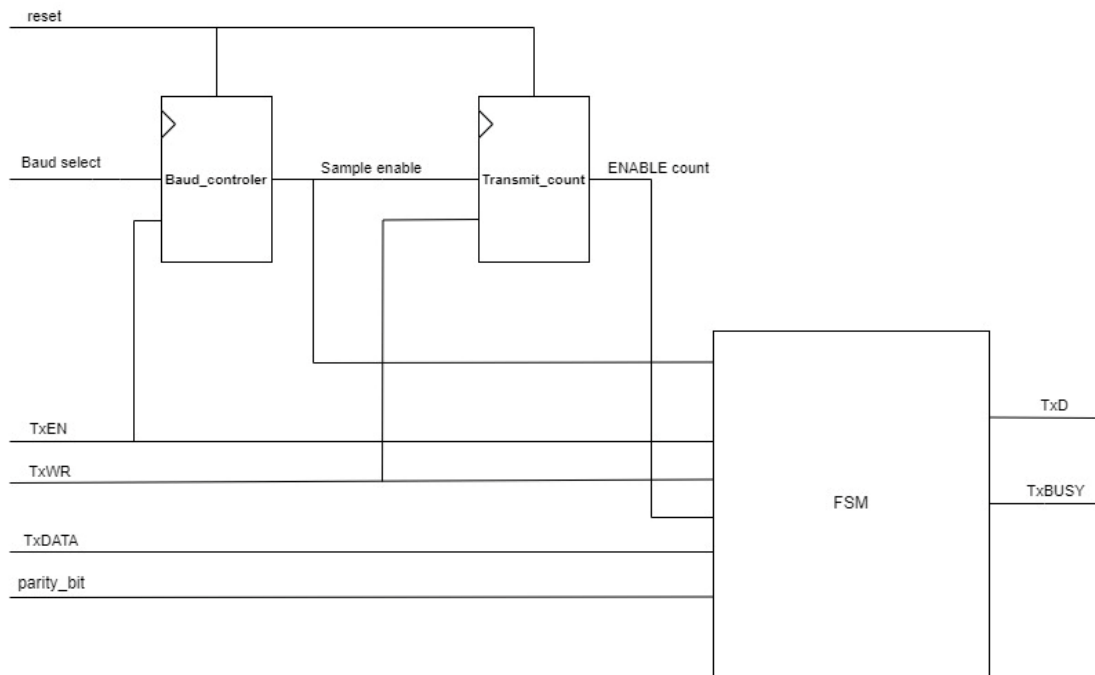 reset
Baud select
Baud_controler
Sample enable
Transmit_count
ENABLE count
TxEN
TxWR
TxDATA
parity_bit
FSM
TxD
TxBUSY